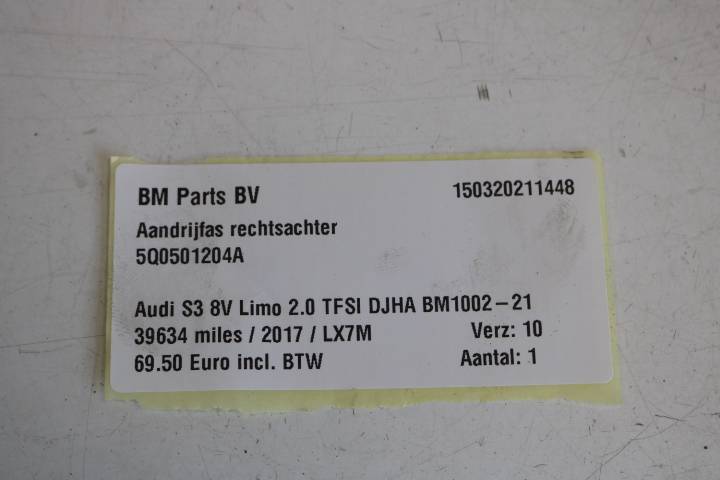 BM Parts BV 150320211448
Aandrijfas rechtsachter
5Q0501204A
Audi S3 8V Limo 2.0 TFSI DJHA BM1002-21
39634 miles / 2017 / LX7M Verz: 10
69.50 Euro incl. BTW Aantal: 1